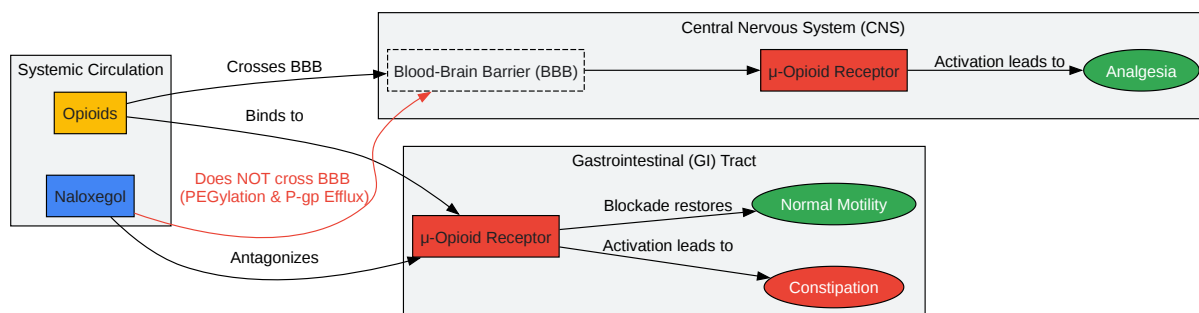 Central Nervous System (CNS)
Systemic Circulation
Crosses BBB
Blood-Brain Barrier (BBB)
μ-Opioid Receptor
Activation leads to
Analgesia
Opioids
Binds to
Gastrointestinal (GI) Tract
Naloxegol
Does NOT cross BBB
(PEGylation & P-gp Efflux)
Blockade restores
Normal Motility
μ-Opioid Receptor
Activation leads to
Antagonizes
Constipation